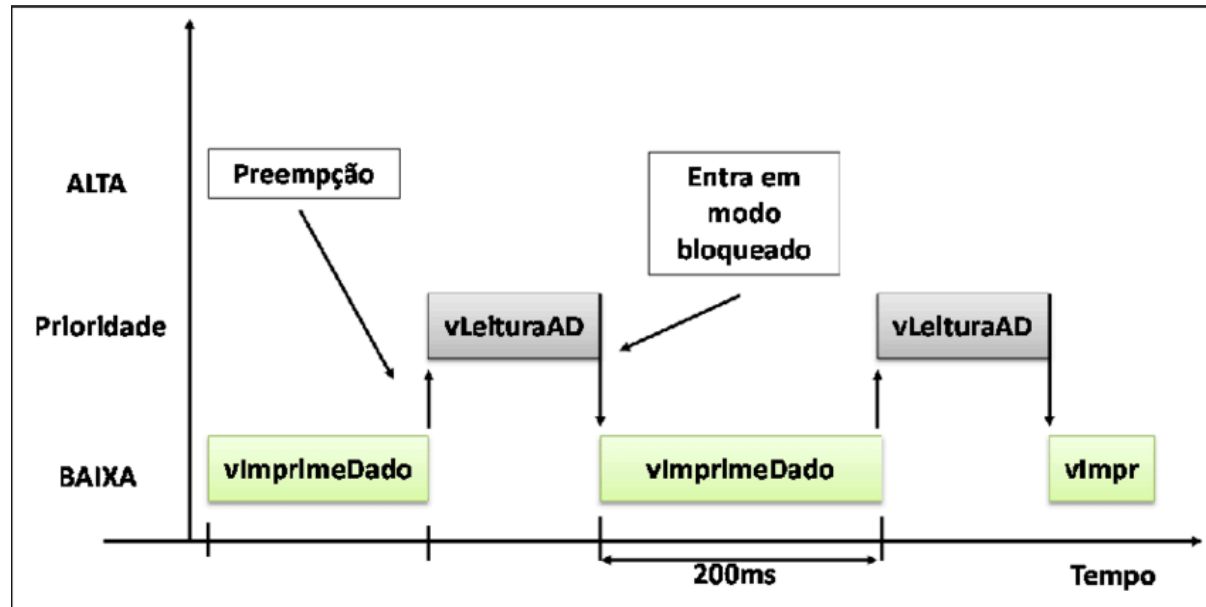 ALTA
Preempção
Entra em
modo
bloqueado
Prioridade
vLeituraAD
vLeituraAD
BAIXA
vImprimeDado
vImprimeDado
vImpr
200ms
Tempo